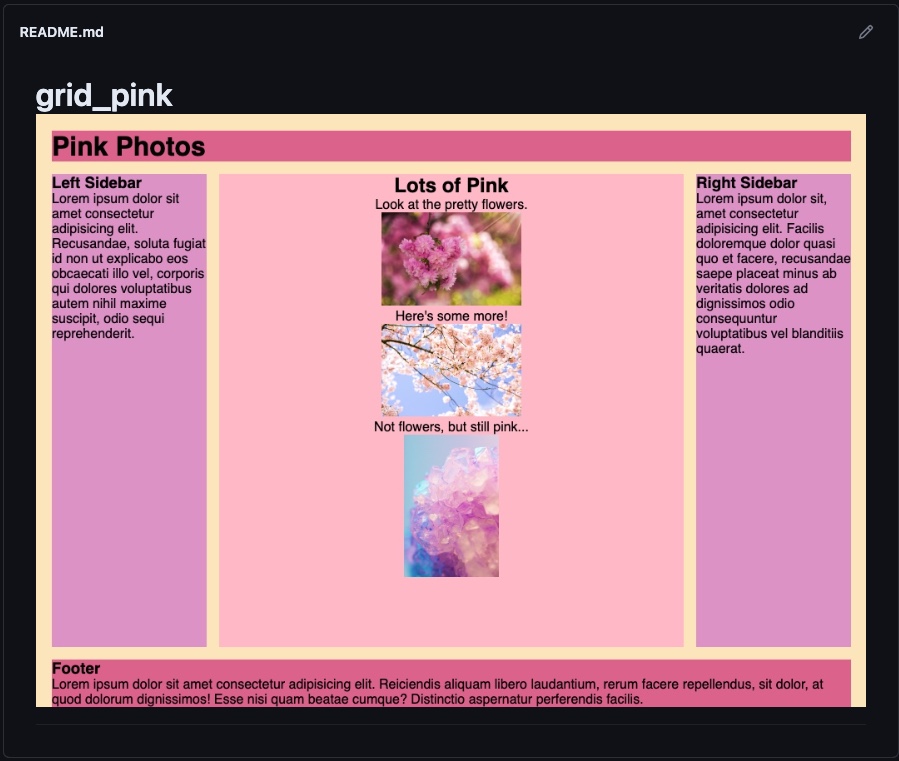 README.md
grid_pink
Pink Photos
Left Sidebar
Lorem ipsum dolor sit
amet consectetur
adipisicing elit.
Recusandae, soluta fugiat
id non ut explicabo eos
obcaecati illo vel, corporis
qui dolores voluptatibus
autem nihil maxime
suscipit, odio sequi
reprehenderit.
Lots of Pink
Look at the pretty flowers.
Here's some more!
Not flowers, but still pink...
Right Sidebar
Lorem ipsum dolor sit,
amet consectetur
adipisicing elit. Facilis
doloremque dolor quasi
quo et facere, recusandae
saepe placeat minus ab
veritatis dolores ad
dignissimos odio
consequuntur
voluptatibus vel blanditiis
quaerat.
Footer
Lorem ipsum dolor sit amet consectetur adipisicing elit. Reiciendis aliquam libero laudantium, rerum facere repellendus, sit dolor, at
quod dolorum dignissimos! Esse nisi quam beatae cumque? Distinctio aspernatur perferendis facilis.